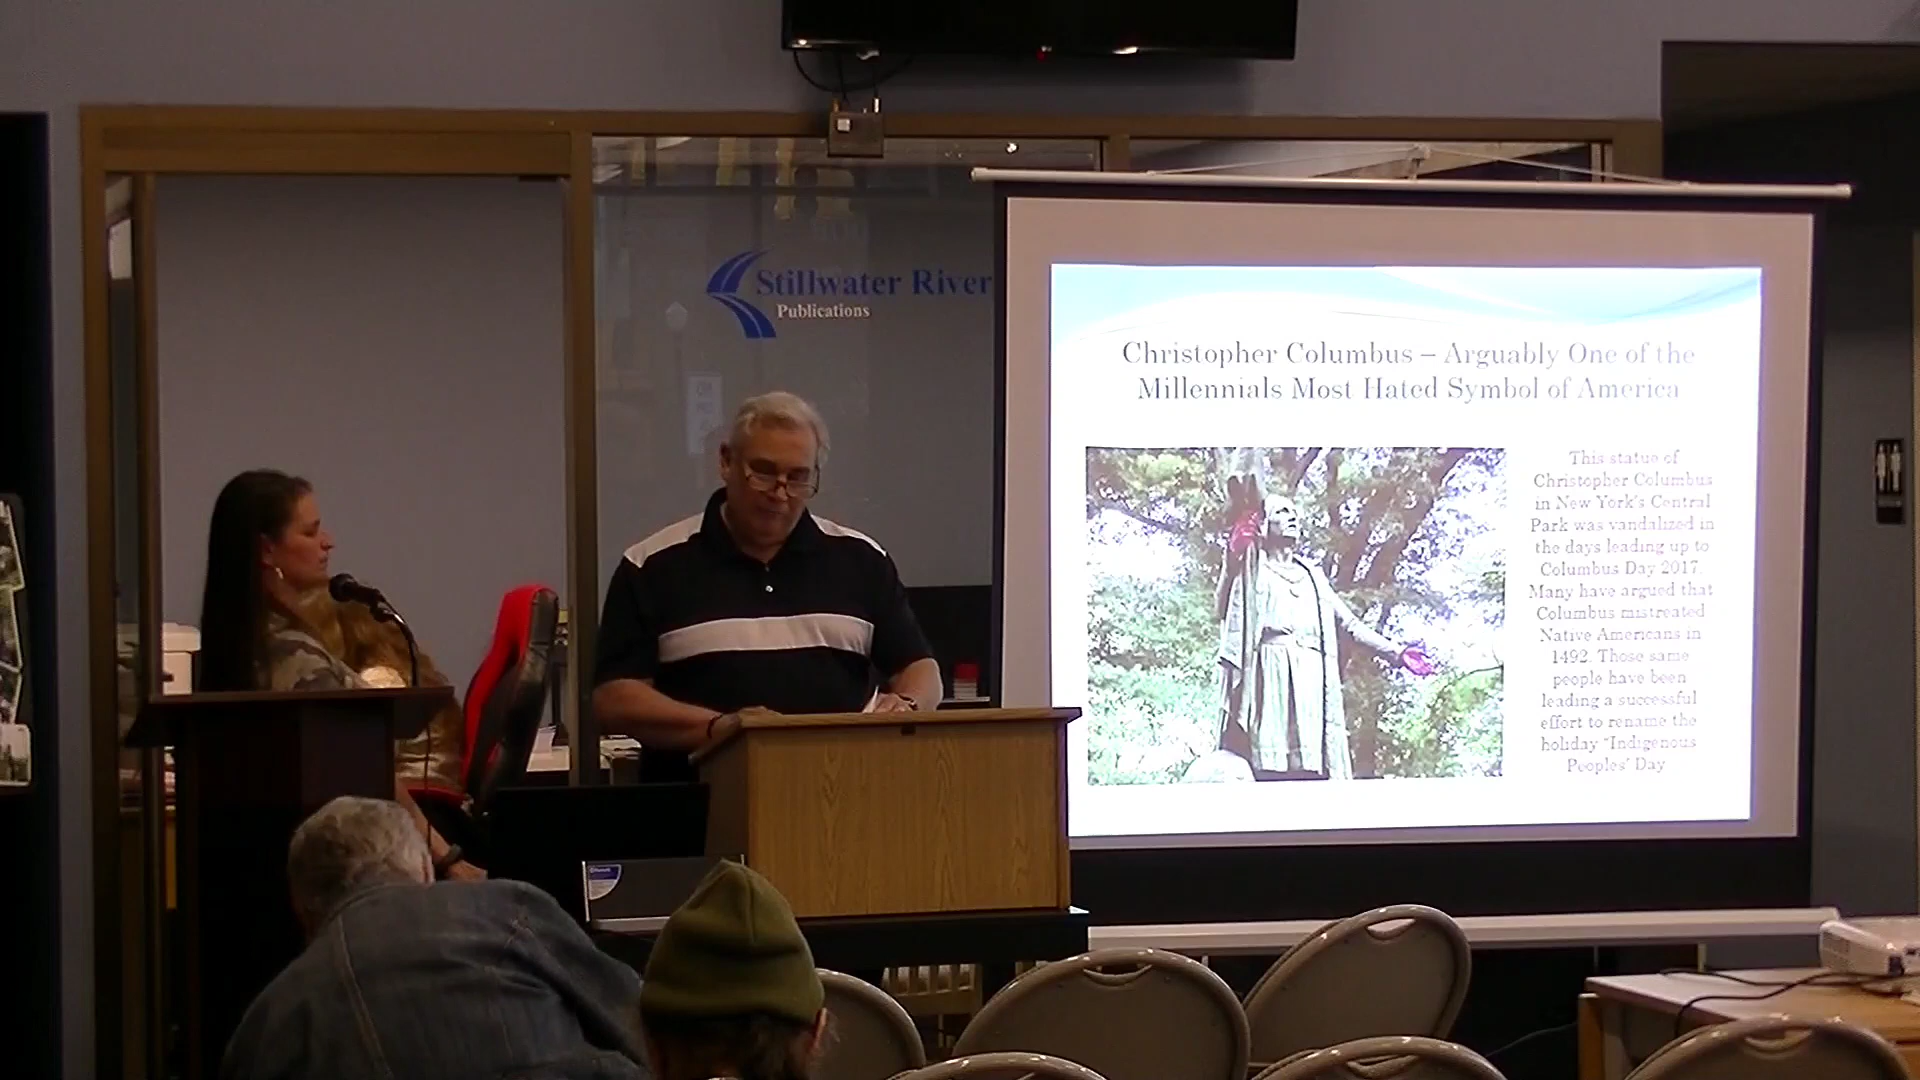 Stillwater River
Publications
Christopher Columbus – Arguably One of the
Millennials Most Hated Symbol of America
This statue of
Christopher Columbus
in New York's Central
Park was vandalized in
the days leading up to
Columbus Day 2017.
Many have argued that
Columbus mistreated
Native Americans in
1492. Those same
people have been
leading a successful
effort to rename the
holiday “Indigenous
Peoples' Day